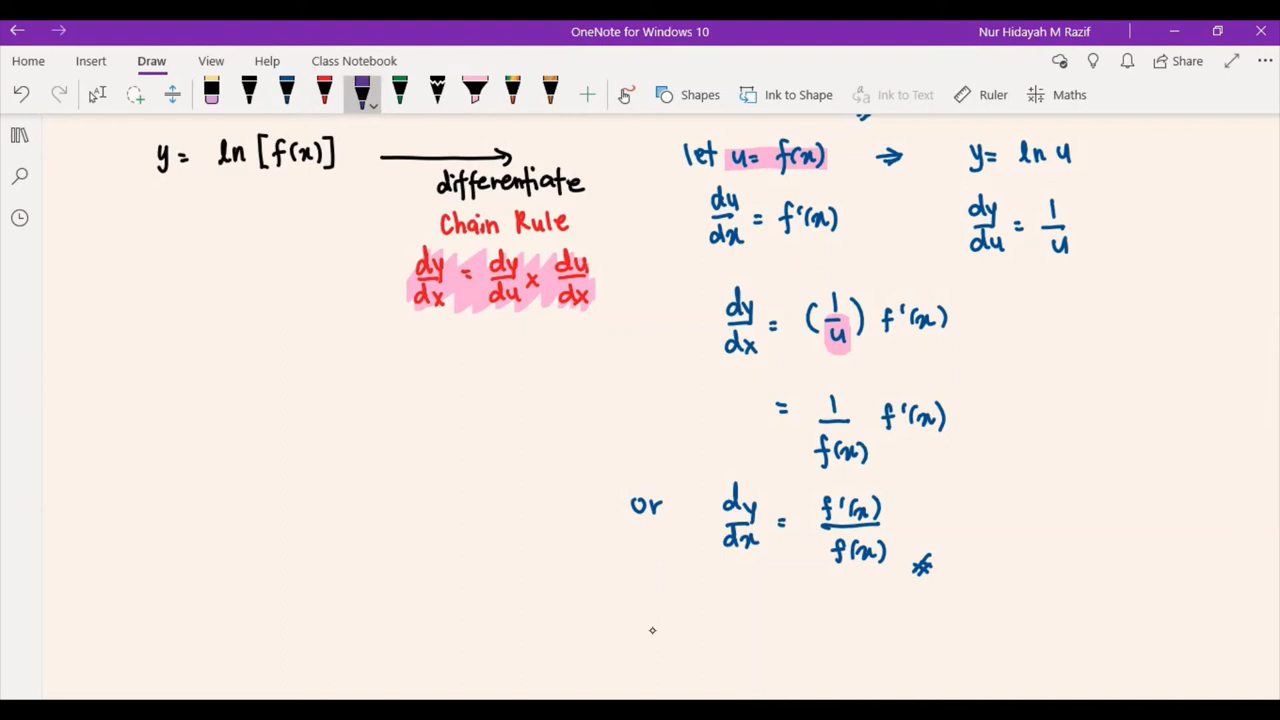 OneNote for Windows 10
Nur Hidayah M Razif
Home Insert Draw View Help Class Notebook
Share
Shapes Ink to Shape Ink to Text Ruler Maths
y = ln [f(x)]
differentiate
Chain Rule
dy/dx = dy/du × du/dx
let u = f(x) ⇒ y = ln u
du/dx = f'(x) dy/du = 1/u
dy/dx = (1/u) f'(x)
= 1/f(x) f'(x)
or dy/dx = f'(x)/f(x) *